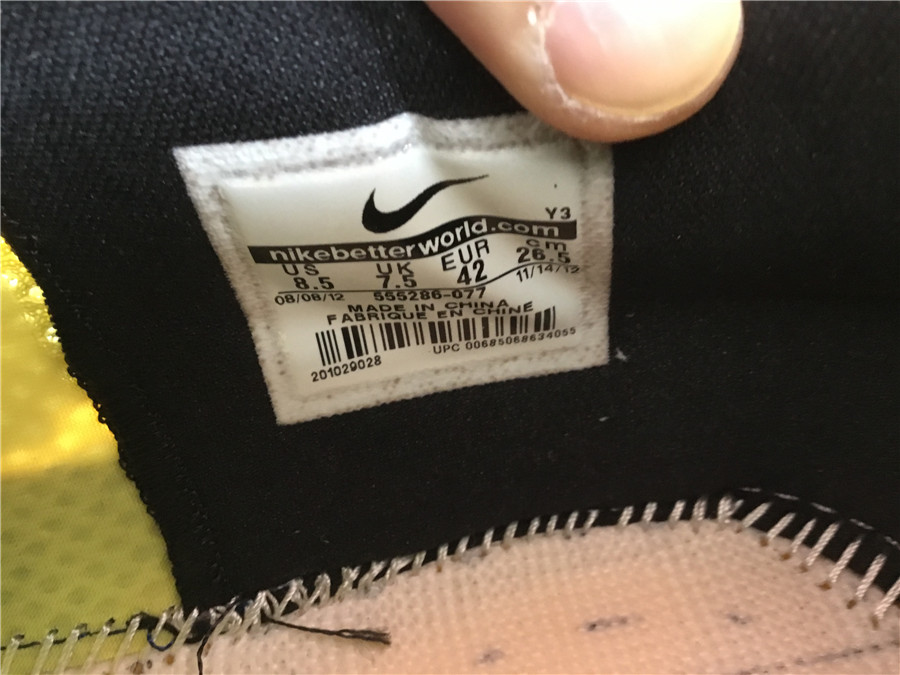 Y3
nikebetterworld.com
US UK EUR cm
8.5 7.5 42 26.5
08/08/12 555286-077 11/14/12
MADE IN CHINA
FABRIQUE EN CHINE
201029028 UPC 00685068634055